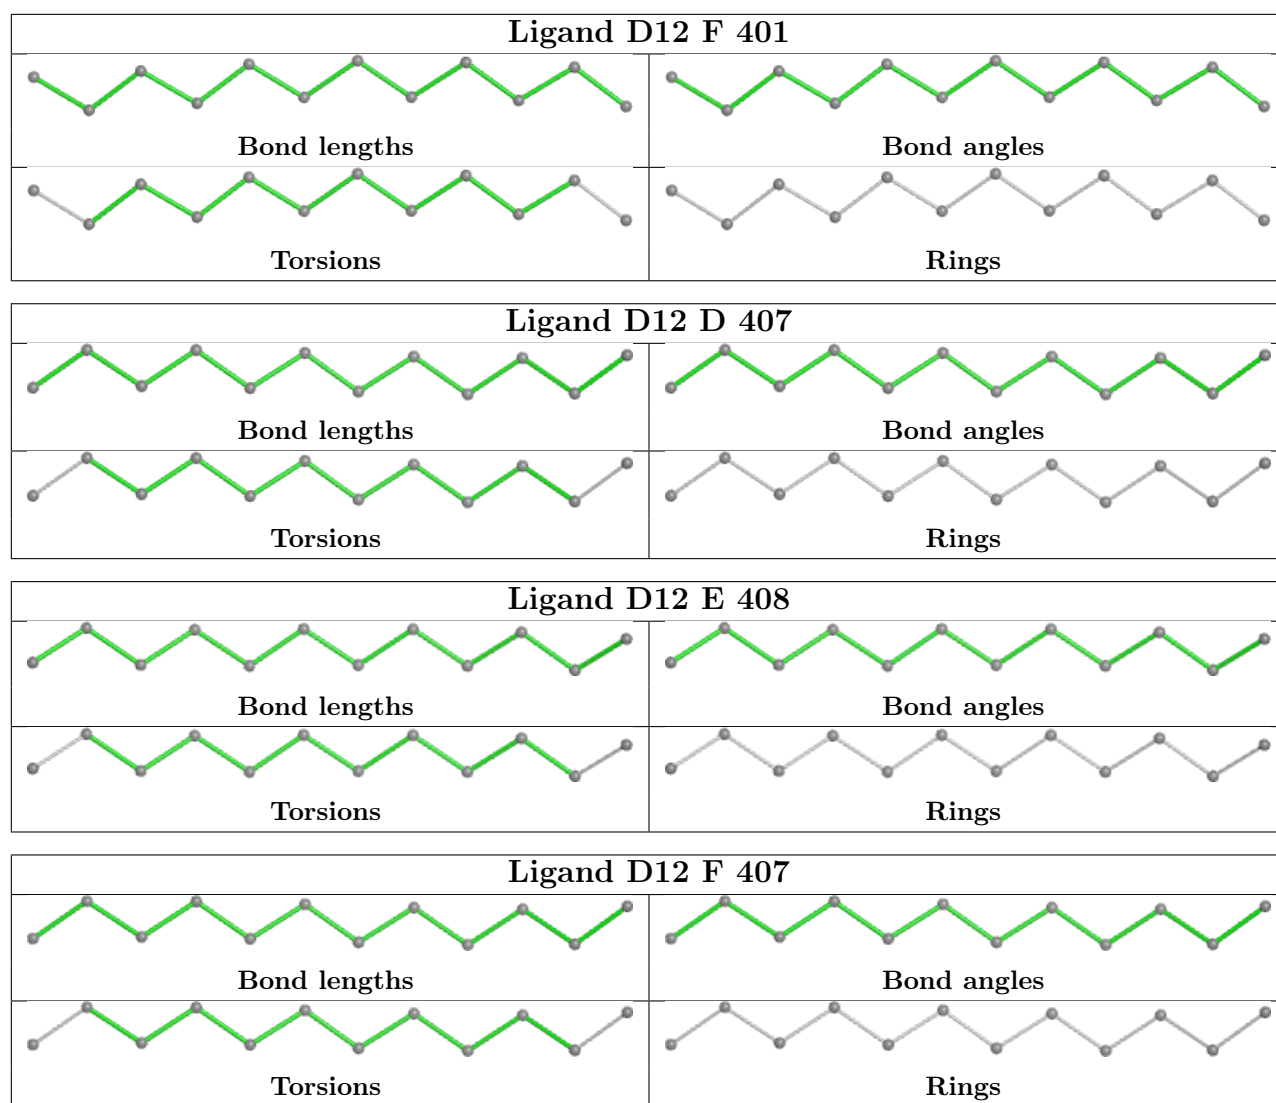 Ligand D12 F 401
Bond lengths
Bond angles
Torsions
Rings
Ligand D12 D 407
Bond lengths
Bond angles
Torsions
Rings
Ligand D12 E 408
Bond lengths
Bond angles
Torsions
Rings
Ligand D12 F 407
Bond lengths
Bond angles
Torsions
Rings